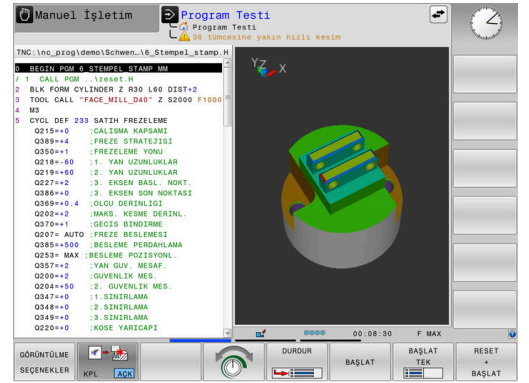 Manuel İşletim
Program Testi
Program Testi
36 tümcesine yakın hızlı kesim
TNC:\nc_prog\demo\Schwen...\6_Stempel_stamp.H
0 BEGIN PGM 6_STEMPEL_STAMP MM
/ 1 CALL PGM ..\reset.H
2 BLK FORM CYLINDER Z R30 L60 DIST+2
3 TOOL CALL "FACE_MILL_D40" Z S2000 F1000
4 M3
5 CYCL DEF 233 SATIH FREZELEME
Q215=+0 ;CALISMA KAPSAMI
Q389=+4 ;FREZE STRATEJISI
Q350=+1 ;FREZELEME YONU
Q218=-60 ;1. YAN UZUNLUKLAR
Q219=+60 ;2. YAN UZUNLUKLAR
Q227=+2 ;3. EKSEN BASL. NOKT.
Q386=+0 ;3. EKSEN SON NOKTASI
Q369=+0.4 ;OLCU DERINLIGI
Q202=+2 ;MAKS. KESME DERINL.
Q370=+1 ;GECIS BINDIRME
Q207= AUTO ;FREZE BESLEMESI
Q385=+500 ;BESLEME PERDAHLAMA
Q253= MAX ;BESLEME POZISYONL.
Q357=+2 ;YAN GUV. MESAF.
Q200=+2 ;GUVENLIK MES.
Q204=+50 ;2. GUVENLIK MES.
Q347=+0 ;1.SINIRLAMA
Q348=+0 ;2.SINIRLAMA
Q349=+0 ;3.SINIRLAMA
Q220=+0 ;KOSE YARICAPI
Y Z X
00:08:30 F MAX
GÖRÜNTÜLME
SEÇENEKLER
KPL AÇK
DURDUR
BAŞLAT
BAŞLAT
TEK
RESET
+
BAŞLAT